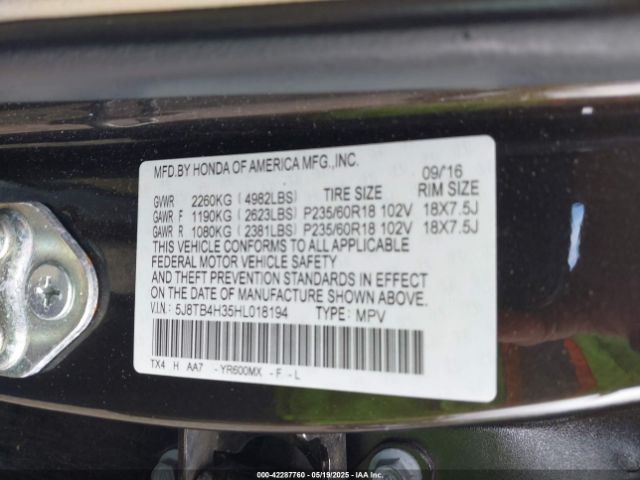 MFD.BY HONDA OF AMERICA MFG.,INC. 09/16
GVWR 2260KG (4982LBS) TIRE SIZE RIM SIZE
GAWR F 1190KG (2623LBS) P235/60R18 102V 18X7.5J
GAWR R 1080KG (2381LBS) P235/60R18 102V 18X7.5J
THIS VEHICLE CONFORMS TO ALL APPLICABLE
FEDERAL MOTOR VEHICLE SAFETY
AND THEFT PREVENTION STANDARDS IN EFFECT
ON THE DATE OF MANUFACTURE SHOWN ABOVE.
V.I.N.: 5J8TB4H35HL018194 TYPE: MPV
TX4 H AA7 - YR600MX - F - L
000-42287760 - 05/19/2025 - IAA Inc.